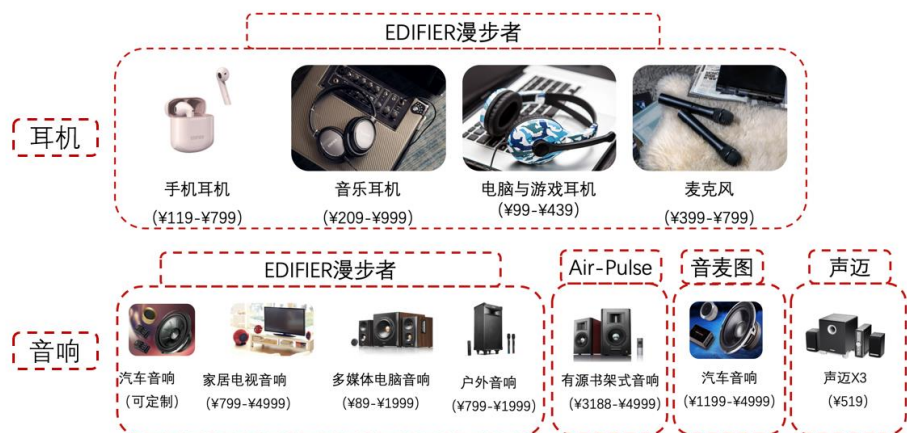 EDIFIER漫步者
耳机
手机耳机
(¥119-¥799)
音乐耳机
(¥209-¥999)
电脑与游戏耳机
(¥99-¥439)
麦克风
(¥399-¥799)
EDIFIER漫步者
Air-Pulse
音麦图
声迈
音响
汽车音响
(可定制)
家居电视音响
(¥799-¥4999)
多媒体电脑音响
(¥89-¥1999)
户外音响
(¥799-¥1999)
有源书架式音响
(¥3188-¥4999)
汽车音响
(¥1199-¥4999)
声迈X3
(¥519)